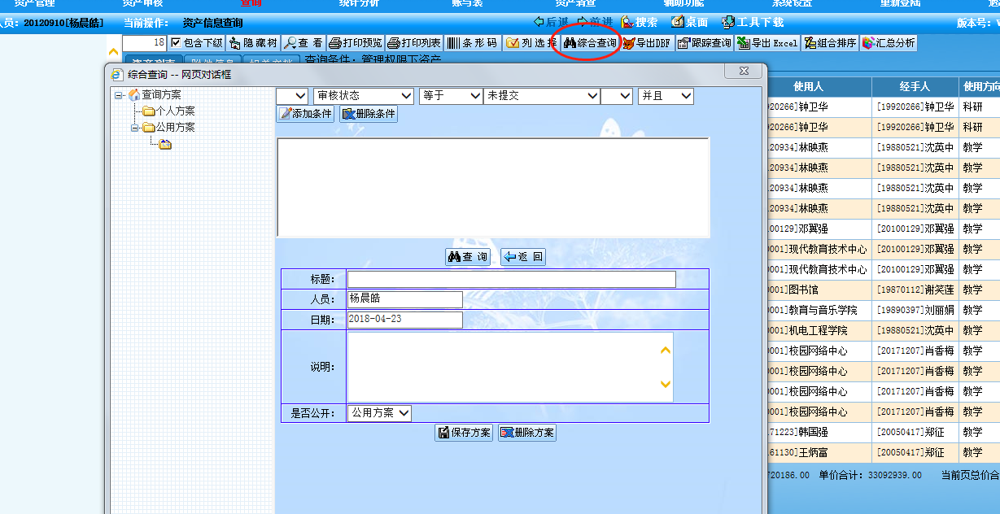 资产管理 资产审核 查询 统计分析 账与表 资产清查 辅助功能 系统设置 重新登陆
人员: 20120910[杨晨皓] 当前操作: 资产信息查询 后退 前进 搜索 桌面 工具下载 版本号:
18 包含下级 隐藏树 查看 打印预览 打印列表 条形码 列选择 综合查询 导出DBF 跟踪查询 导出Excel 组合排序 汇总分析
资产列表 附件信息 相关文档 查询条件: 管理权限下资产
综合查询 -- 网页对话框
查询方案
个人方案
公用方案
审核状态 等于 未提交 并且
添加条件 删除条件
查 询 返 回
标题:
人员: 杨晨皓
日期: 2018-04-23
说明:
是否公开: 公用方案
保存方案 删除方案
使用人 经手人 使用方向
20266]钟卫华 [19920266]钟卫华 科研
20266]钟卫华 [19920266]钟卫华 科研
20934]林映燕 [19880521]沈英中 教学
20934]林映燕 [19880521]沈英中 教学
20934]林映燕 [19880521]沈英中 教学
20934]林映燕 [19880521]沈英中 教学
00129]邓翼强 [20100129]邓翼强 教学
001]现代教育技术中心 [20100129]邓翼强 教学
001]现代教育技术中心 [20100129]邓翼强 教学
001]图书馆 [19870112]谢笑莲 教学
001]教育与音乐学院 [19890397]刘丽娟 教学
001]机电工程学院 [19880521]沈英中 教学
001]校园网络中心 [20171207]肖香梅 教学
001]校园网络中心 [20171207]肖香梅 教学
001]校园网络中心 [20171207]肖香梅 教学
001]校园网络中心 [20171207]肖香梅 教学
71223]韩国强 [20050417]郑征 教学
61130]王炳富 [20050417]郑征 教学
720186.00 单价合计: 33092939.00 当前页总价合